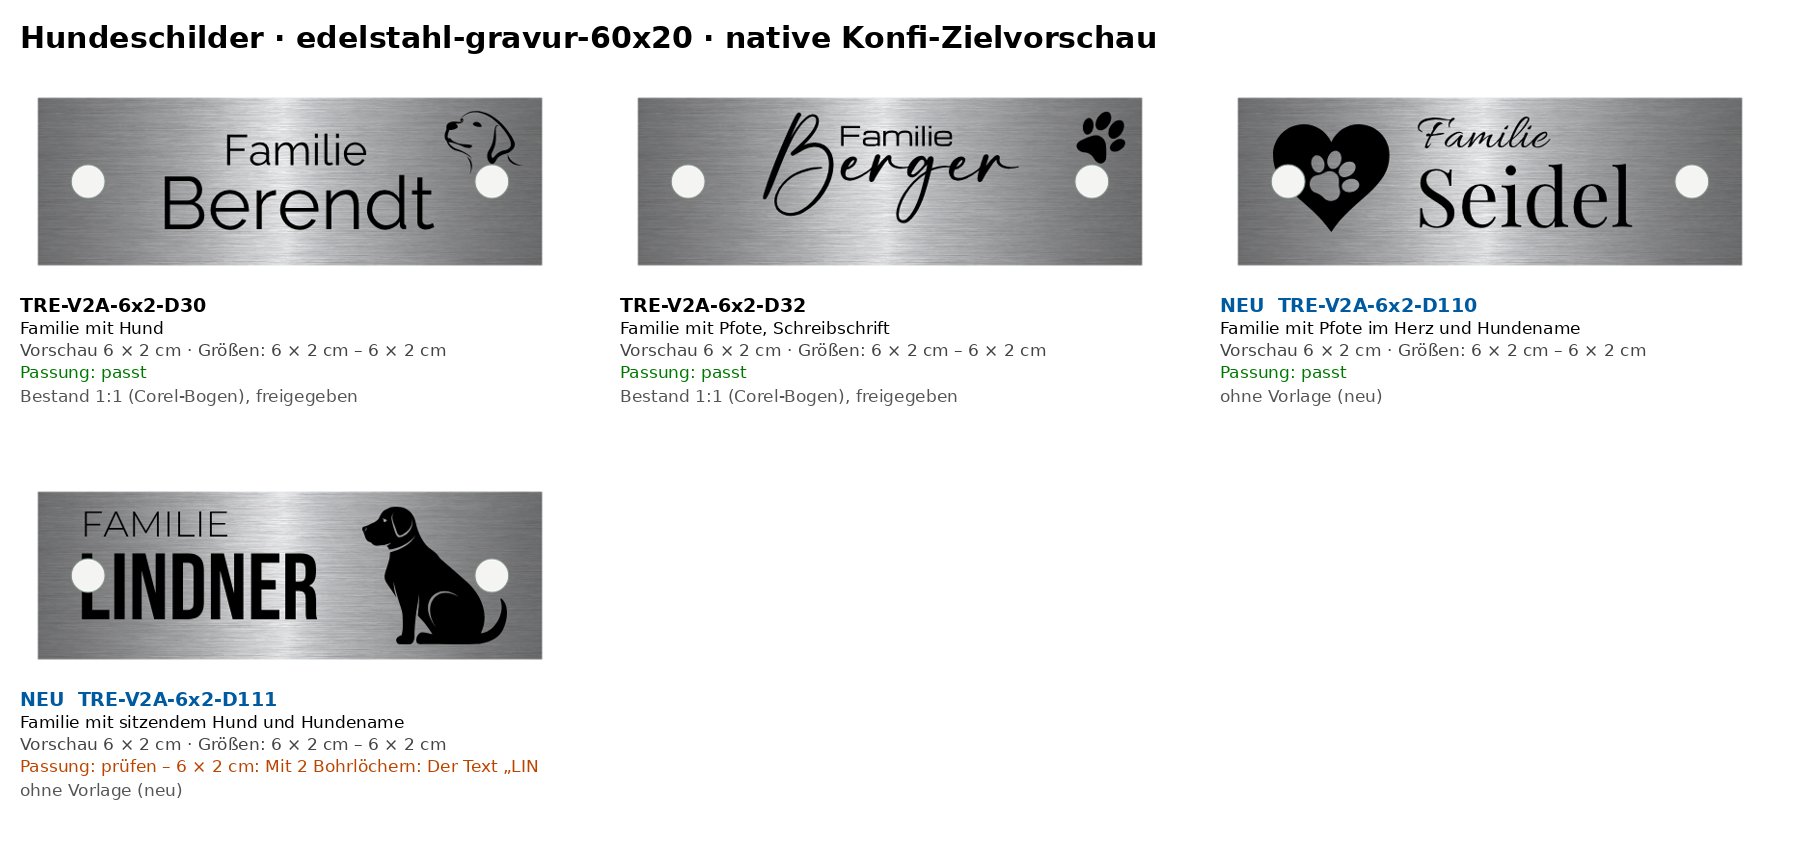 Hundeschilder · edelstahl-gravur-60x20 · native Konfi-Zielvorschau
Familie
Berendt
TRE-V2A-6x2-D30
Familie mit Hund
Vorschau 6 × 2 cm · Größen: 6 × 2 cm – 6 × 2 cm
Passung: passt
Bestand 1:1 (Corel-Bogen), freigegeben
Familie
Berger
TRE-V2A-6x2-D32
Familie mit Pfote, Schreibschrift
Vorschau 6 × 2 cm · Größen: 6 × 2 cm – 6 × 2 cm
Passung: passt
Bestand 1:1 (Corel-Bogen), freigegeben
Familie
Seidel
NEU TRE-V2A-6x2-D110
Familie mit Pfote im Herz und Hundename
Vorschau 6 × 2 cm · Größen: 6 × 2 cm – 6 × 2 cm
Passung: passt
ohne Vorlage (neu)
FAMILIE
LINDNER
NEU TRE-V2A-6x2-D111
Familie mit sitzendem Hund und Hundename
Vorschau 6 × 2 cm · Größen: 6 × 2 cm – 6 × 2 cm
Passung: prüfen – 6 × 2 cm: Mit 2 Bohrlöchern: Der Text „LIN
ohne Vorlage (neu)